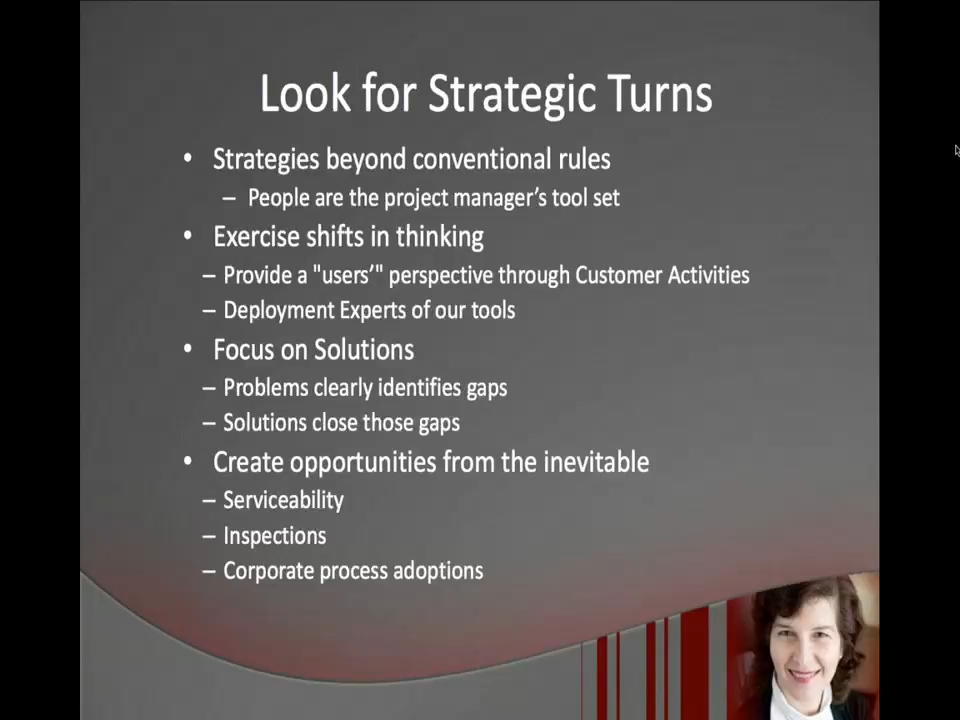 Look for Strategic Turns
• Strategies beyond conventional rules
– People are the project manager’s tool set
• Exercise shifts in thinking
– Provide a "users’" perspective through Customer Activities
– Deployment Experts of our tools
• Focus on Solutions
– Problems clearly identifies gaps
– Solutions close those gaps
• Create opportunities from the inevitable
– Serviceability
– Inspections
– Corporate process adoptions